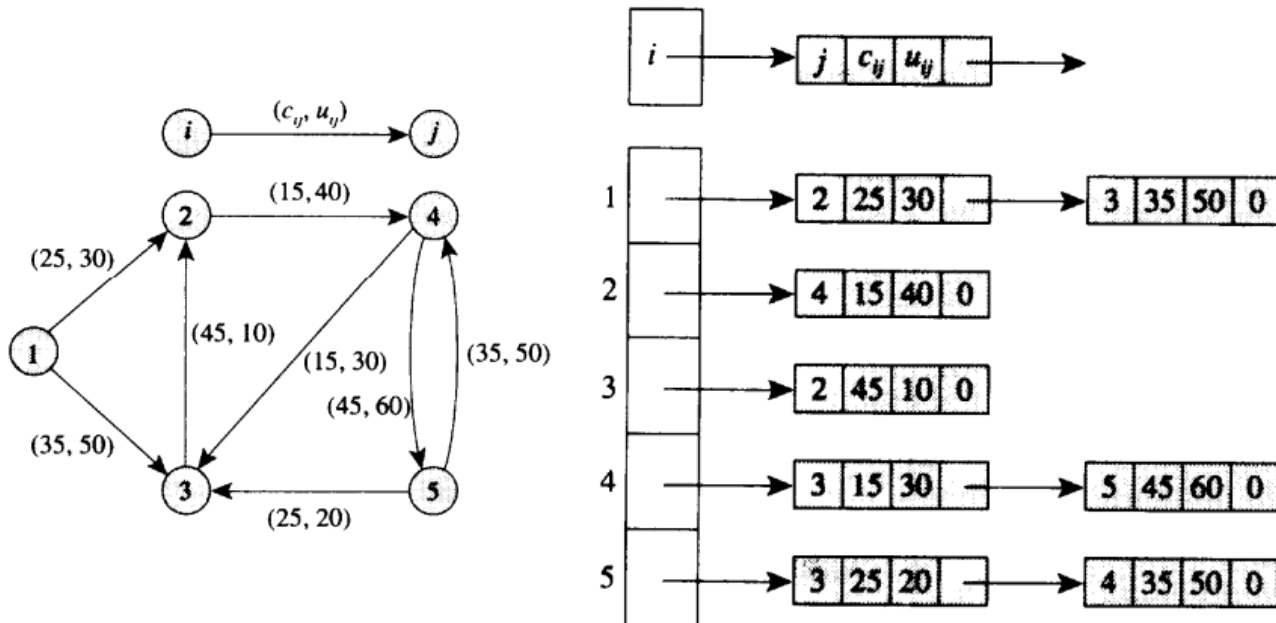 (c_ij, u_ij)
i
j
(15, 40)
2
4
(25, 30)
(45, 10)
(15, 30)
(35, 50)
1
(45, 60)
(35, 50)
3
5
(25, 20)
i
j c_ij u_ij
1
2 25 30
3 35 50 0
2
4 15 40 0
3
2 45 10 0
4
3 15 30
5 45 60 0
5
3 25 20
4 35 50 0